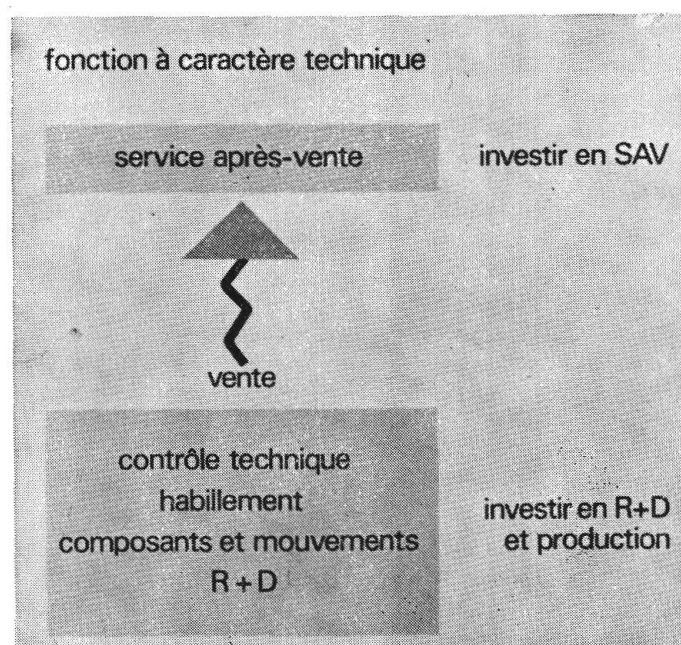 fonction à caractère technique
service après-vente
investir en SAV
vente
contrôle technique
habillement
composants et mouvements
R+D
investir en R+D
et production